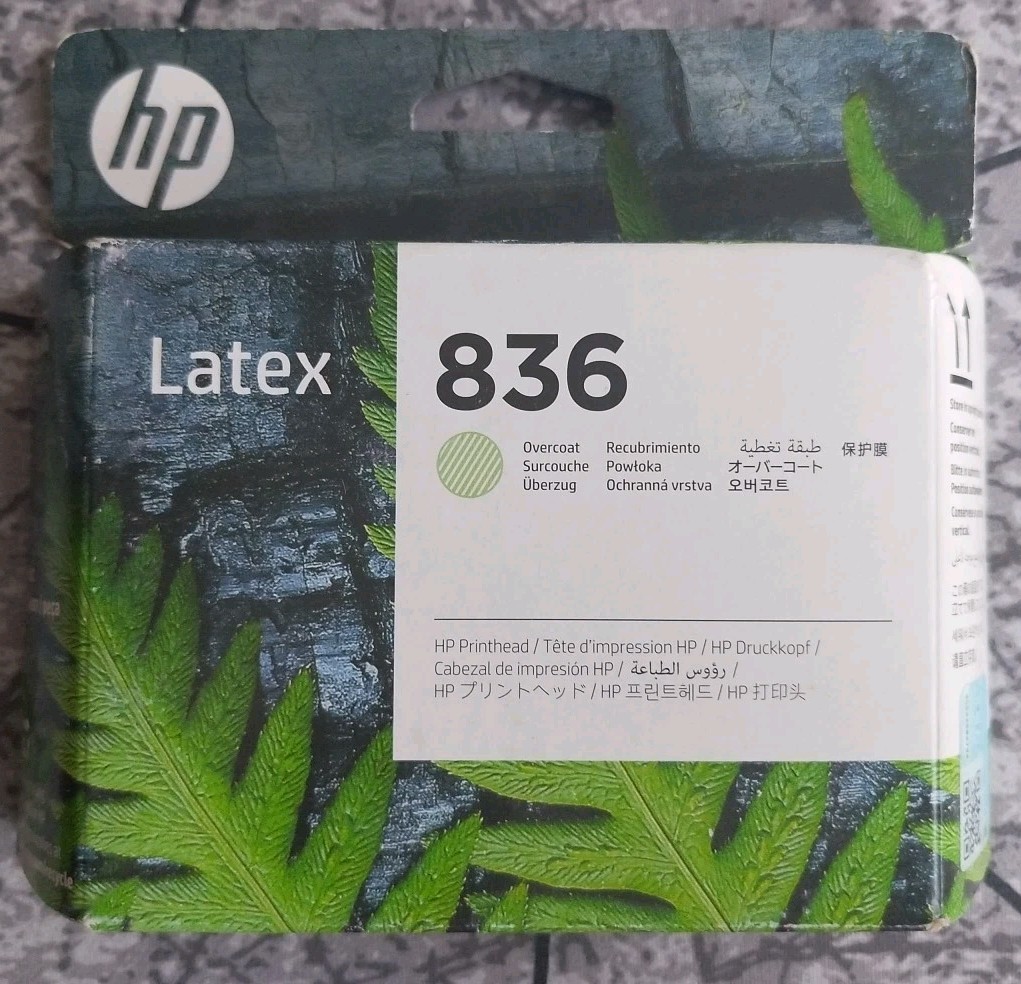 hp
Latex
836
Overcoat Recubrimiento طبقة تغطية 保护膜
Surcouche Powłoka オーバーコート
Überzug Ochranná vrstva 오버코트
HP Printhead / Tête d'impression HP / HP Druckkopf /
Cabezal de impresión HP / رؤوس الطباعة /
HP プリントヘッド / HP 프린트헤드 / HP 打印头
Store in
vertical.